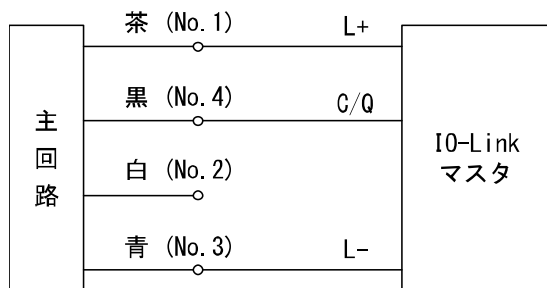 茶 (No. 1) L+
黒 (No. 4) C/Q
主回路
IO-Link
マスタ
白 (No. 2)
青 (No. 3) L-